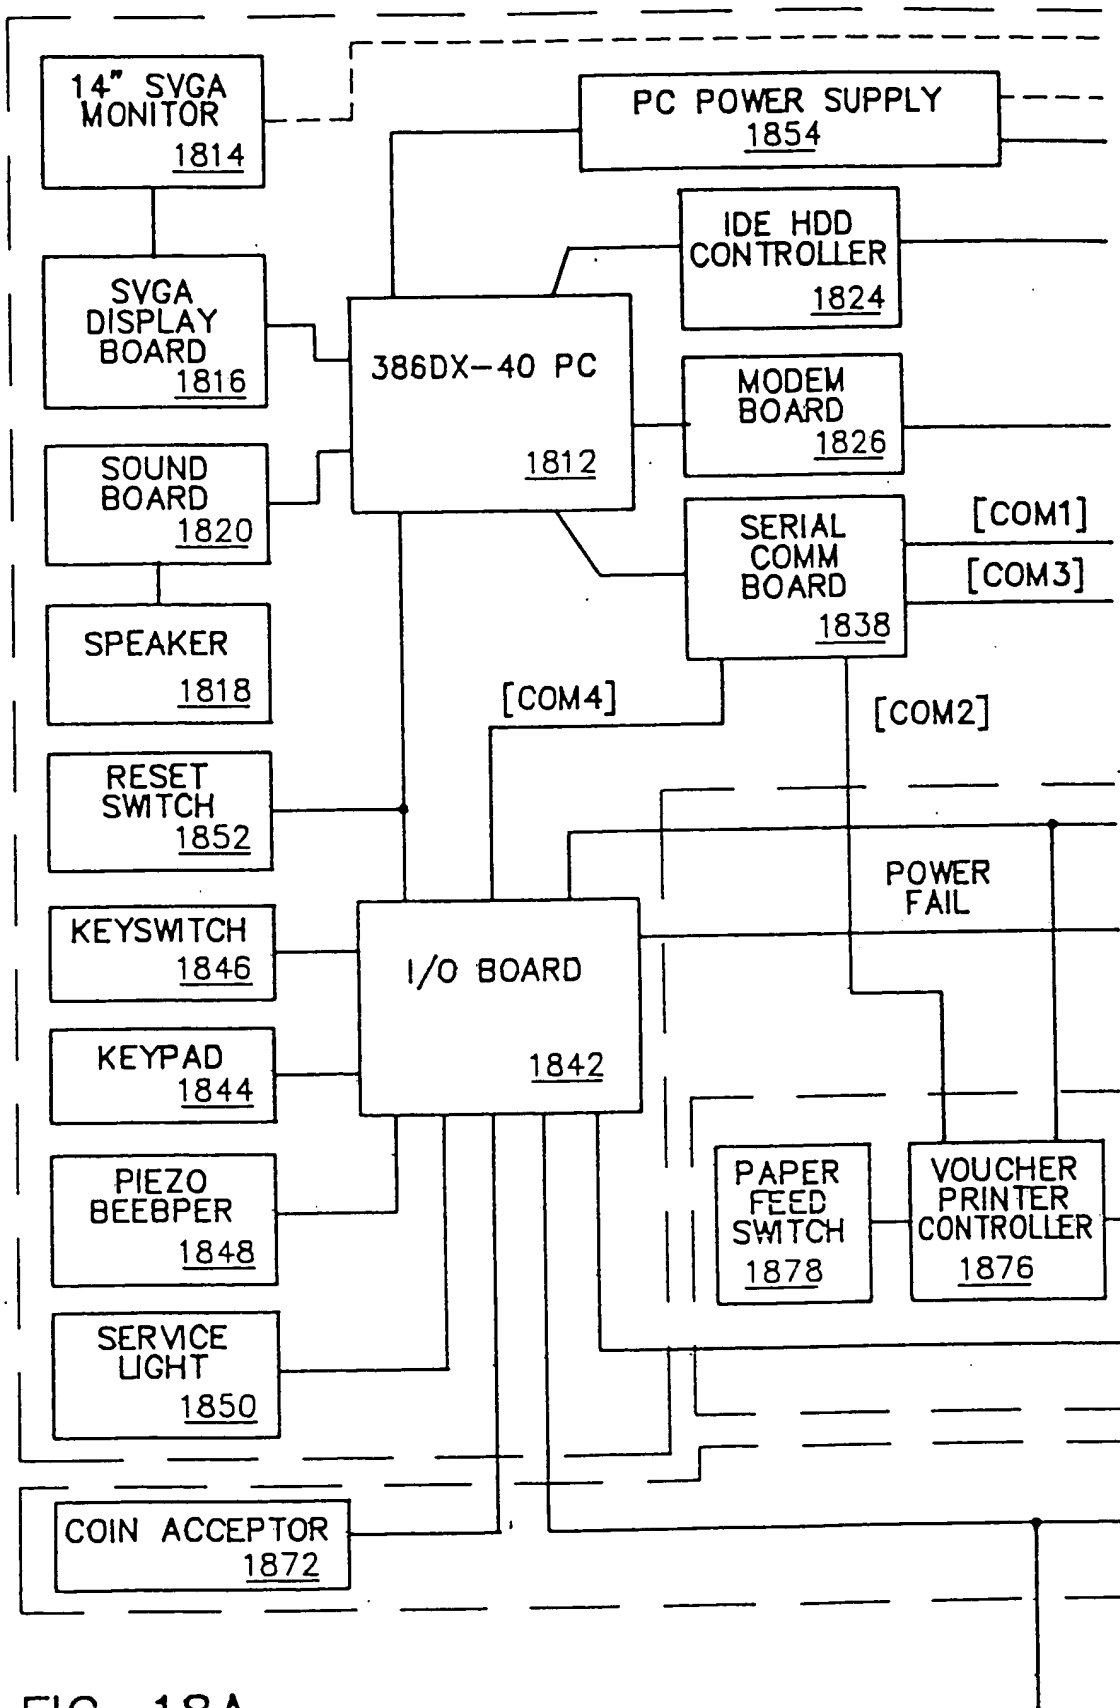 14" SVGA
MONITOR
1814
PC POWER SUPPLY
1854
IDE HDD
CONTROLLER
1824
SVGA
DISPLAY
BOARD
1816
386DX-40 PC
1812
MODEM
BOARD
1826
SOUND
BOARD
1820
SERIAL
COMM
BOARD
1838
[COM1]
[COM3]
SPEAKER
1818
[COM4]
[COM2]
RESET
SWITCH
1852
POWER
FAIL
KEYSWITCH
1846
I/O BOARD
1842
KEYPAD
1844
PIEZO
BEEBPER
1848
PAPER
FEED
SWITCH
1878
VOUCHER
PRINTER
CONTROLLER
1876
SERVICE
LIGHT
1850
COIN ACCEPTOR
1872
FIG. 18A